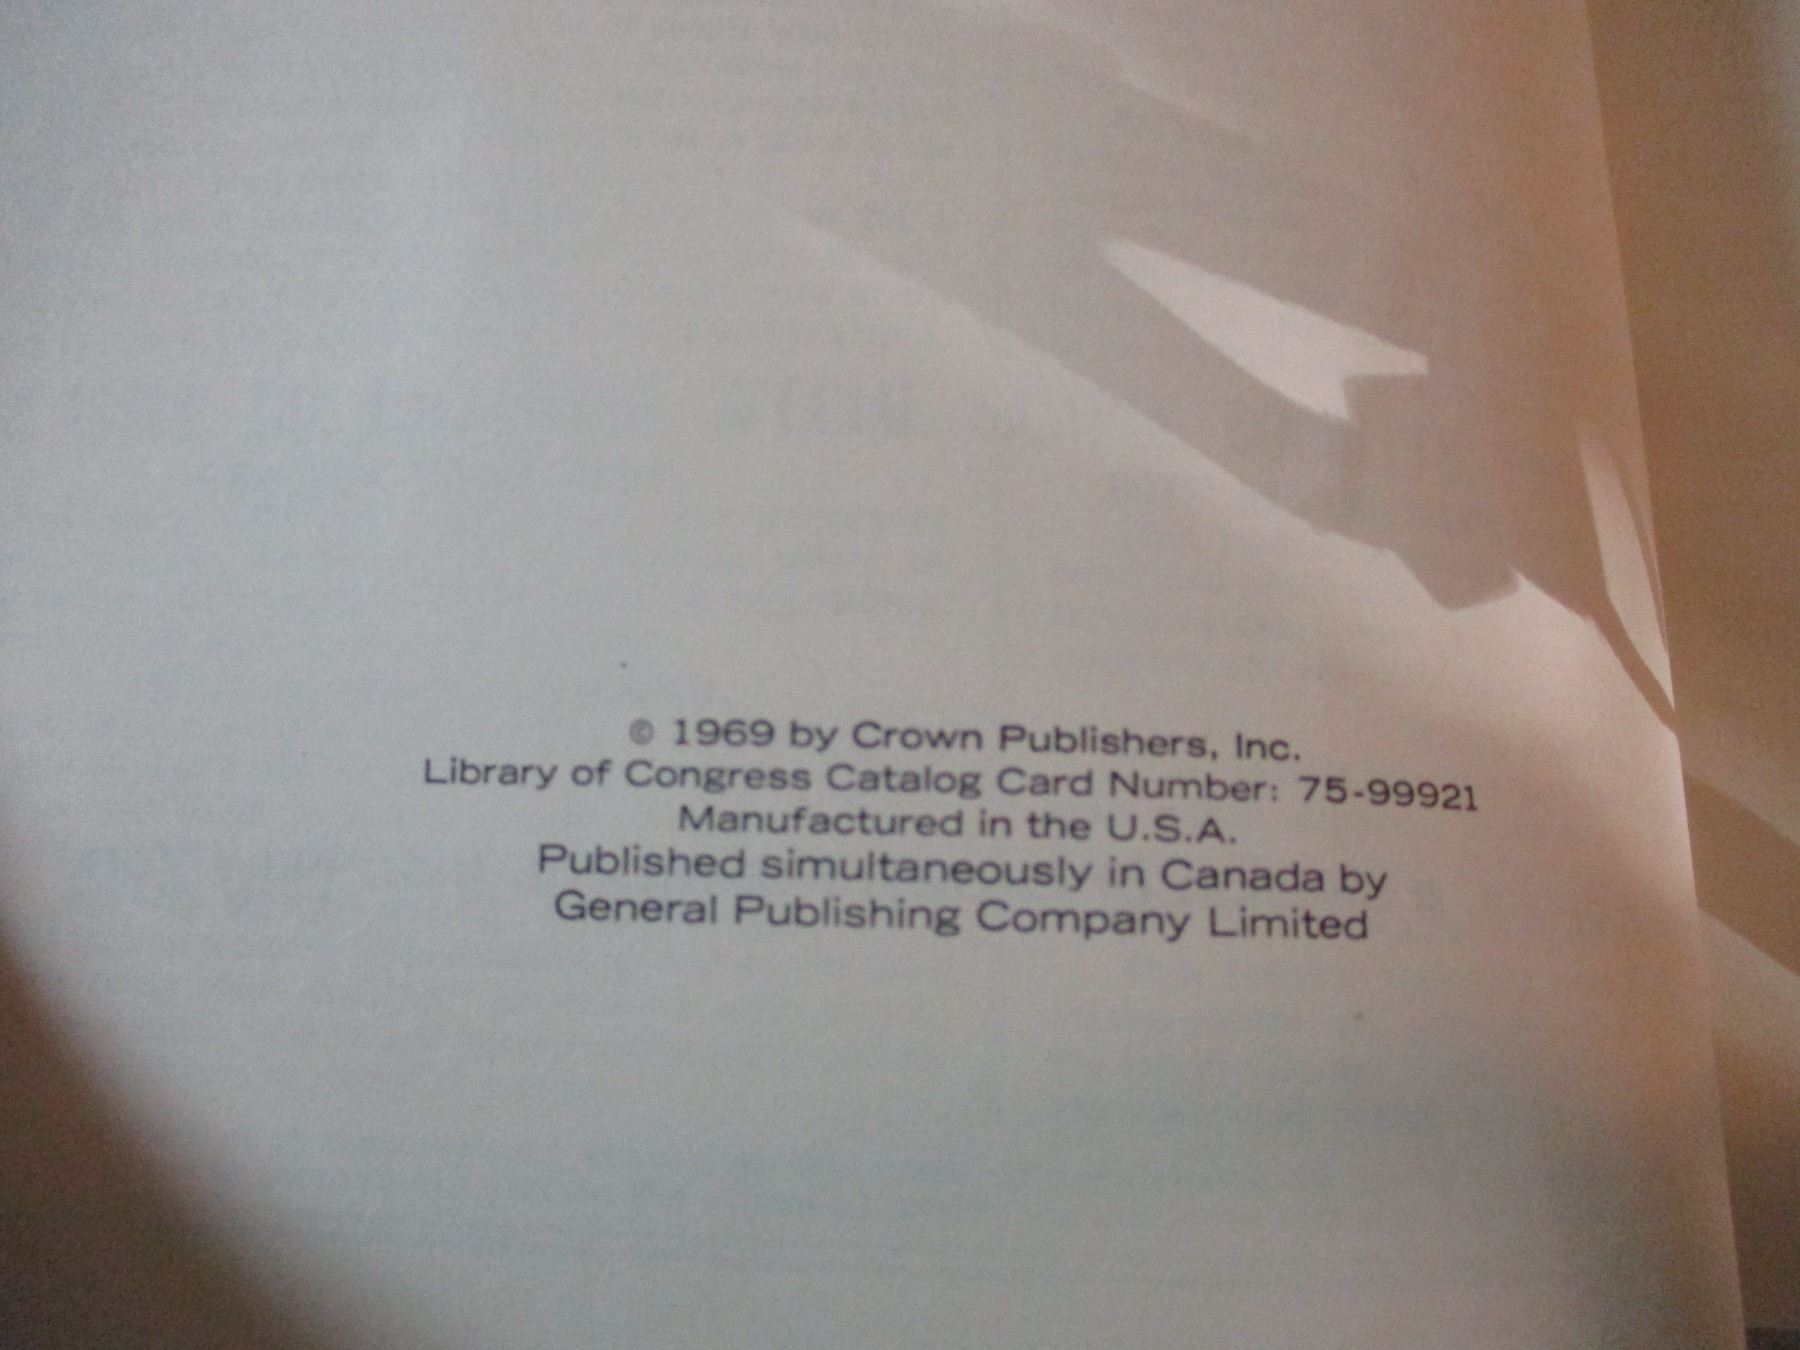 © 1969 by Crown Publishers, Inc.
Library of Congress Catalog Card Number: 75-99921
Manufactured in the U.S.A.
Published simultaneously in Canada by
General Publishing Company Limited